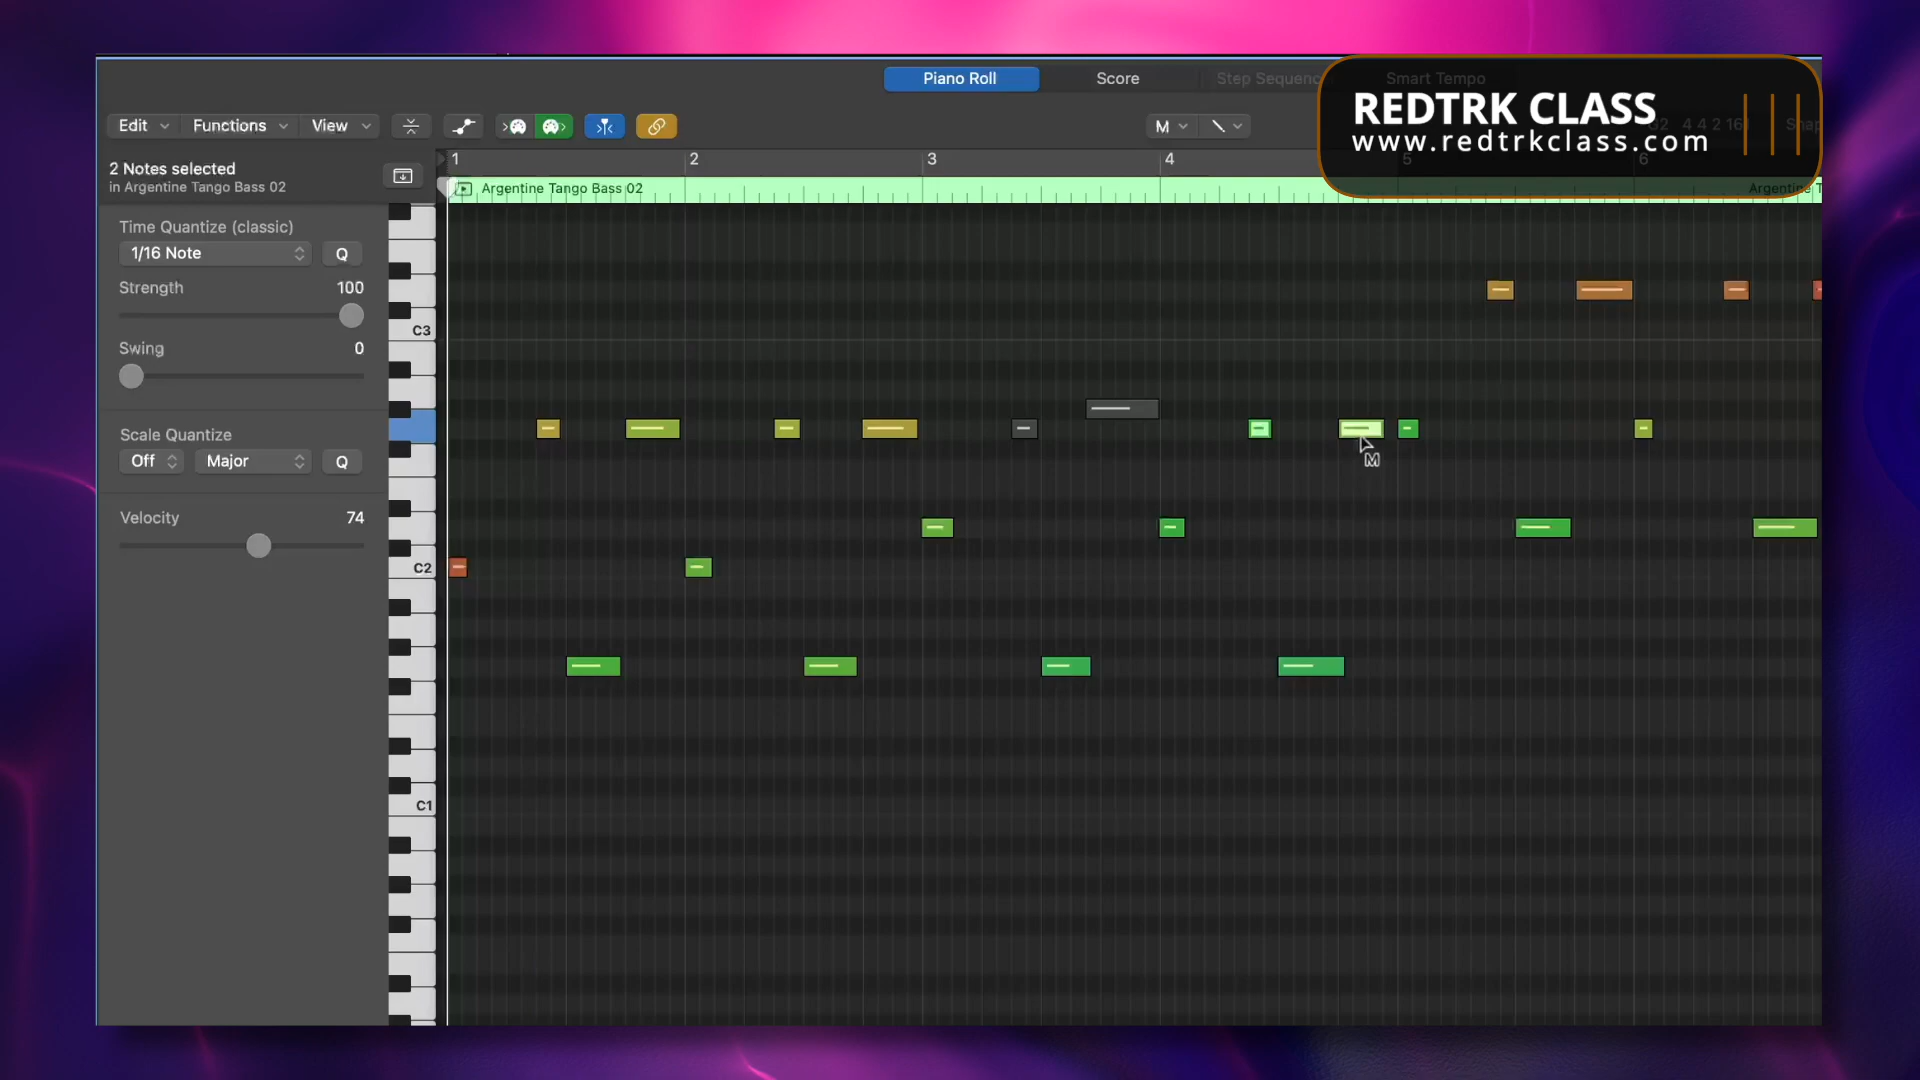 Piano Roll
Score
Step Sequenc
Smart Tempo
REDTRK CLASS
www.redtrkclass.com
Edit
Functions
View
M
2 Notes selected
in Argentine Tango Bass 02
1
2
3
4
5
6
Argentine Tango Bass 02
Argentine T
Time Quantize (classic)
1/16 Note
Q
Strength 100
Swing 0
Scale Quantize
Off
Major
Q
Velocity 74
C3
C2
C1
M